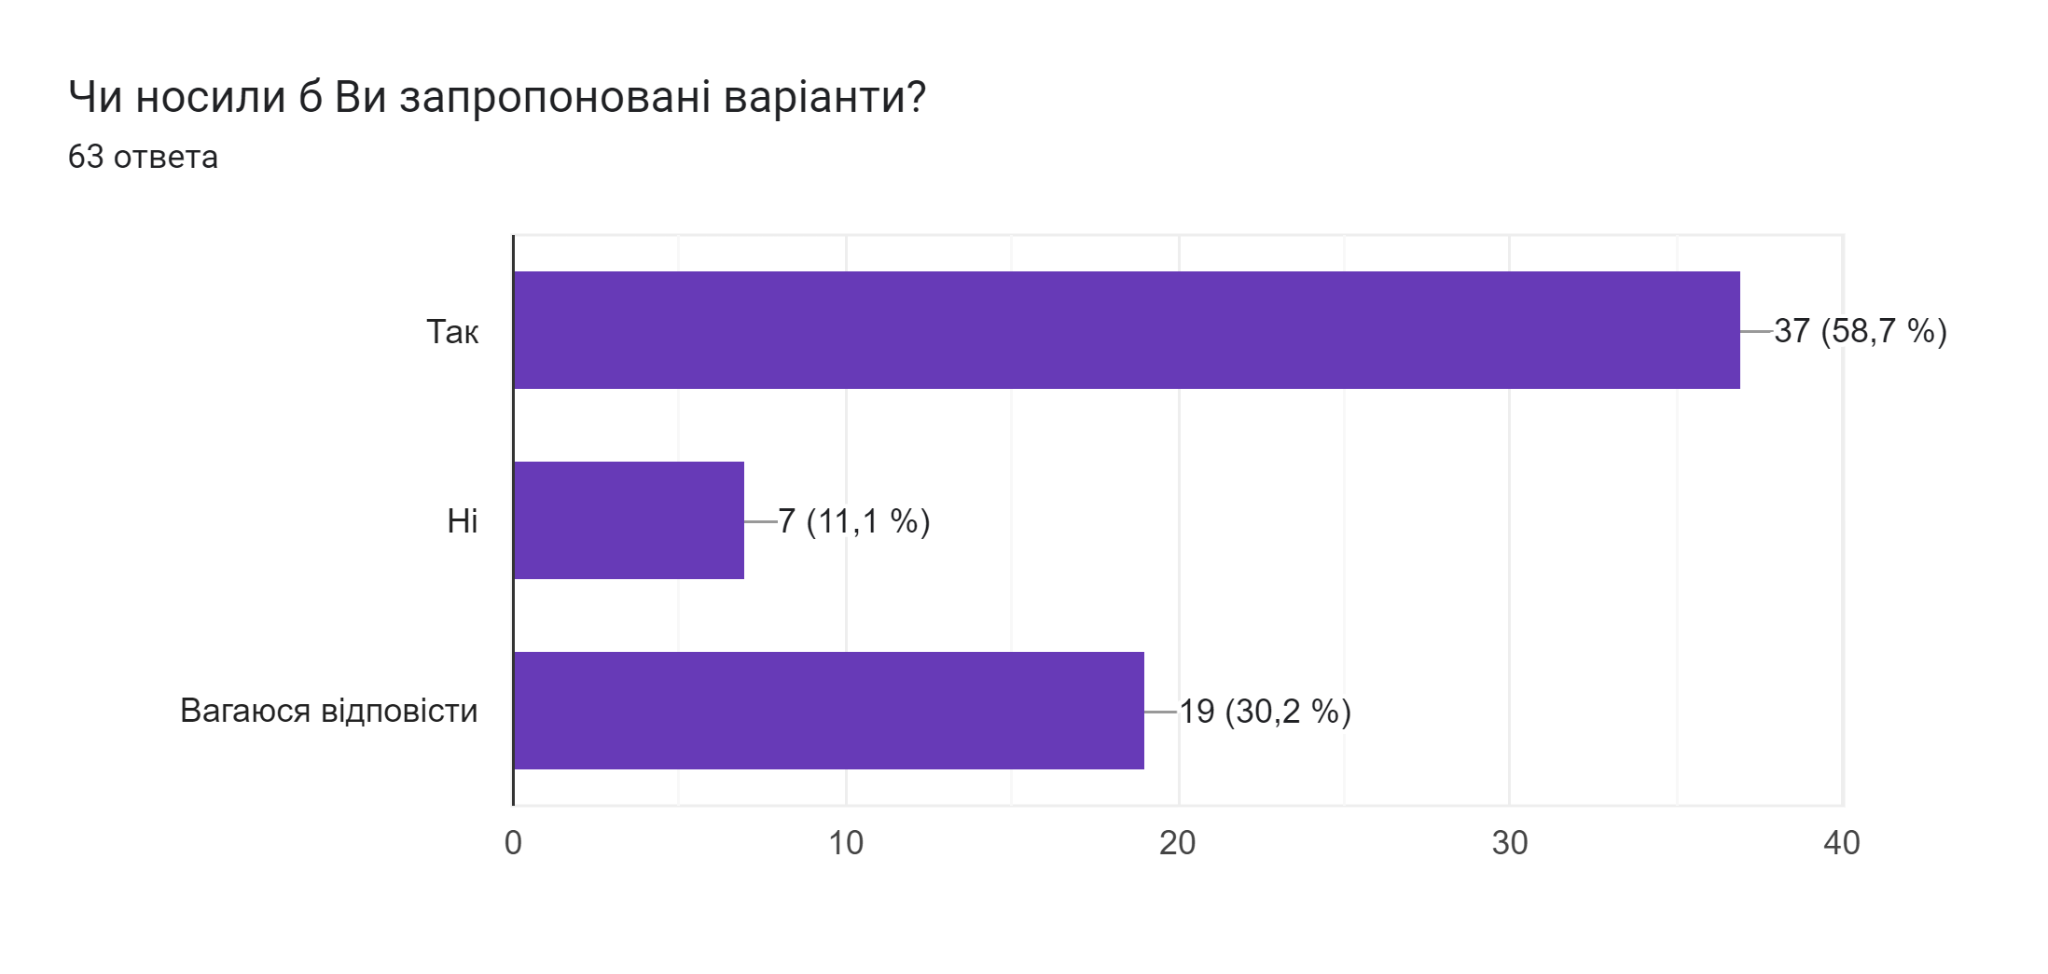 Чи носили б Ви запропоновані варіанти?
63 ответа
Так
37 (58,7 %)
Ні
7 (11,1 %)
Вагаюся відповісти
19 (30,2 %)
0 10 20 30 40